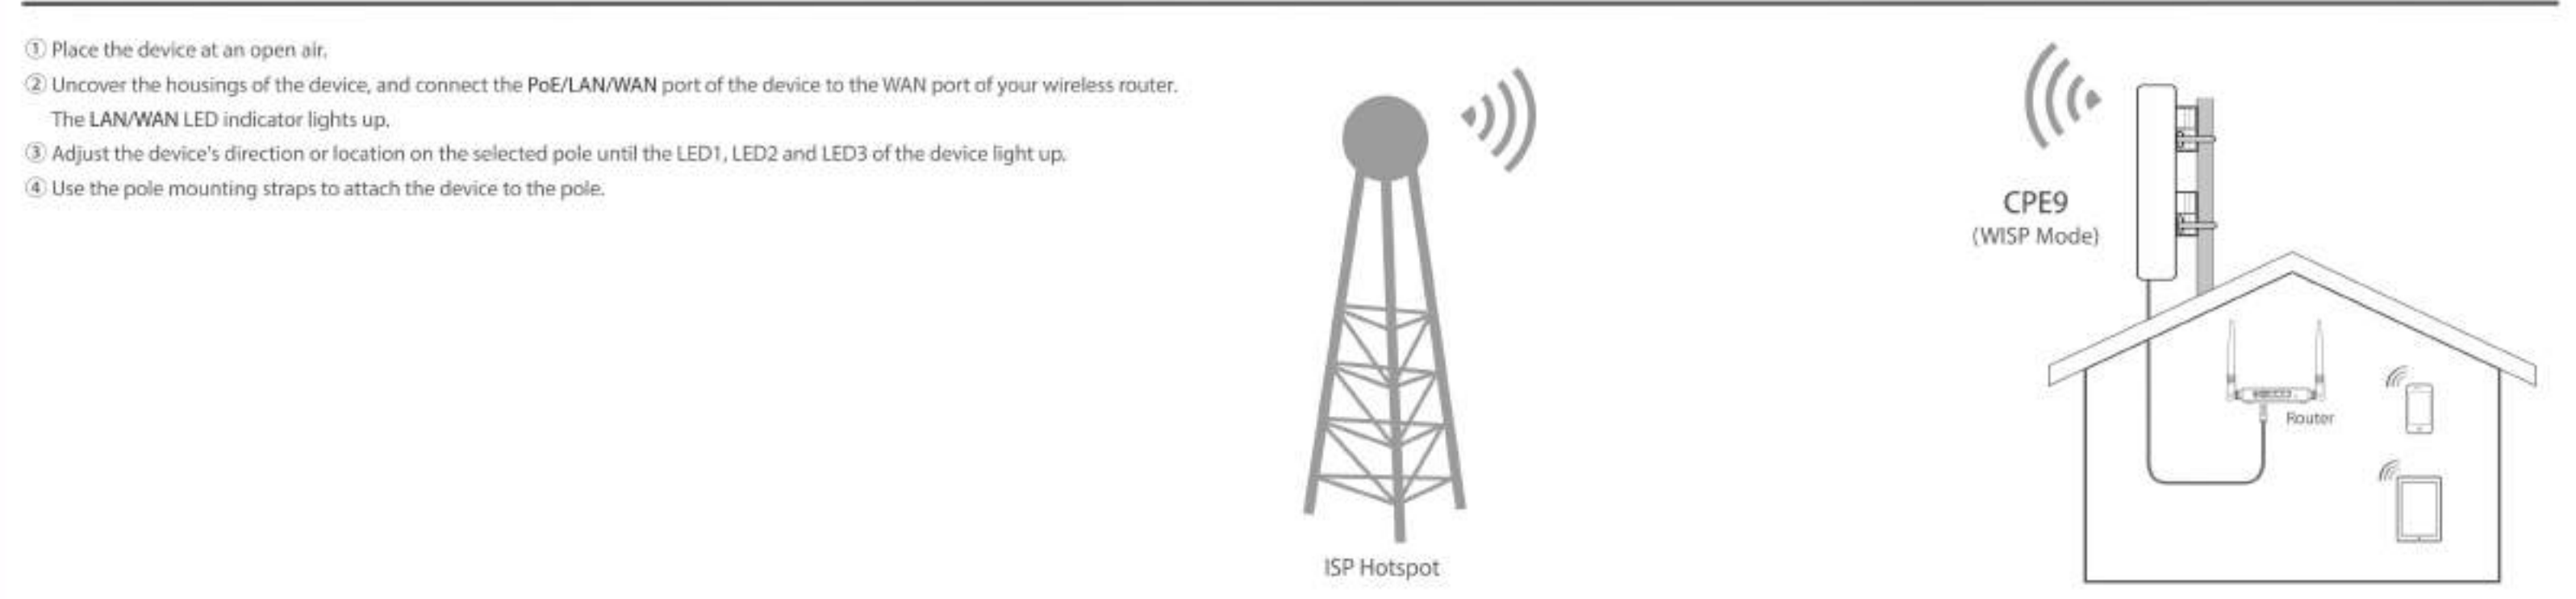 ① Place the device at an open air.
② Uncover the housings of the device, and connect the PoE/LAN/WAN port of the device to the WAN port of your wireless router.
The LAN/WAN LED indicator lights up.
③ Adjust the device's direction or location on the selected pole until the LED1, LED2 and LED3 of the device light up.
④ Use the pole mounting straps to attach the device to the pole.
ISP Hotspot
CPE9
(WISP Mode)
Router